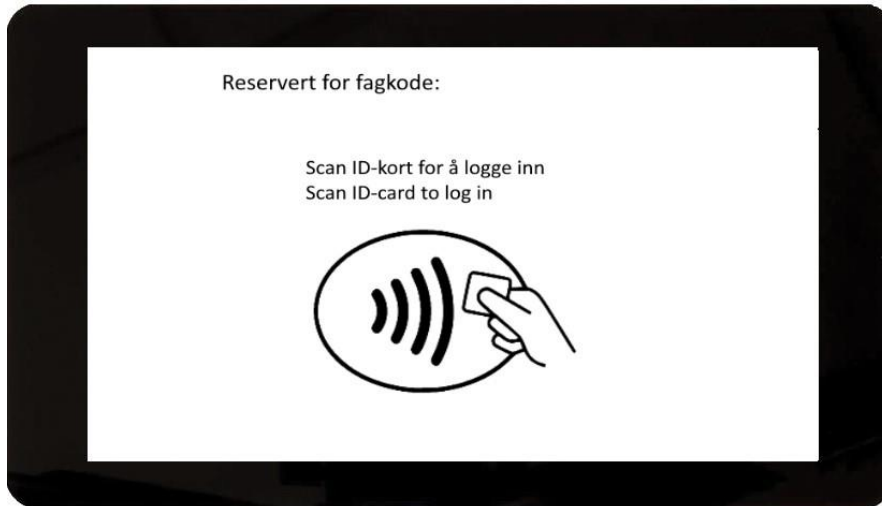 Reservert for fagkode:
Scan ID-kort for å logge inn
Scan ID-card to log in